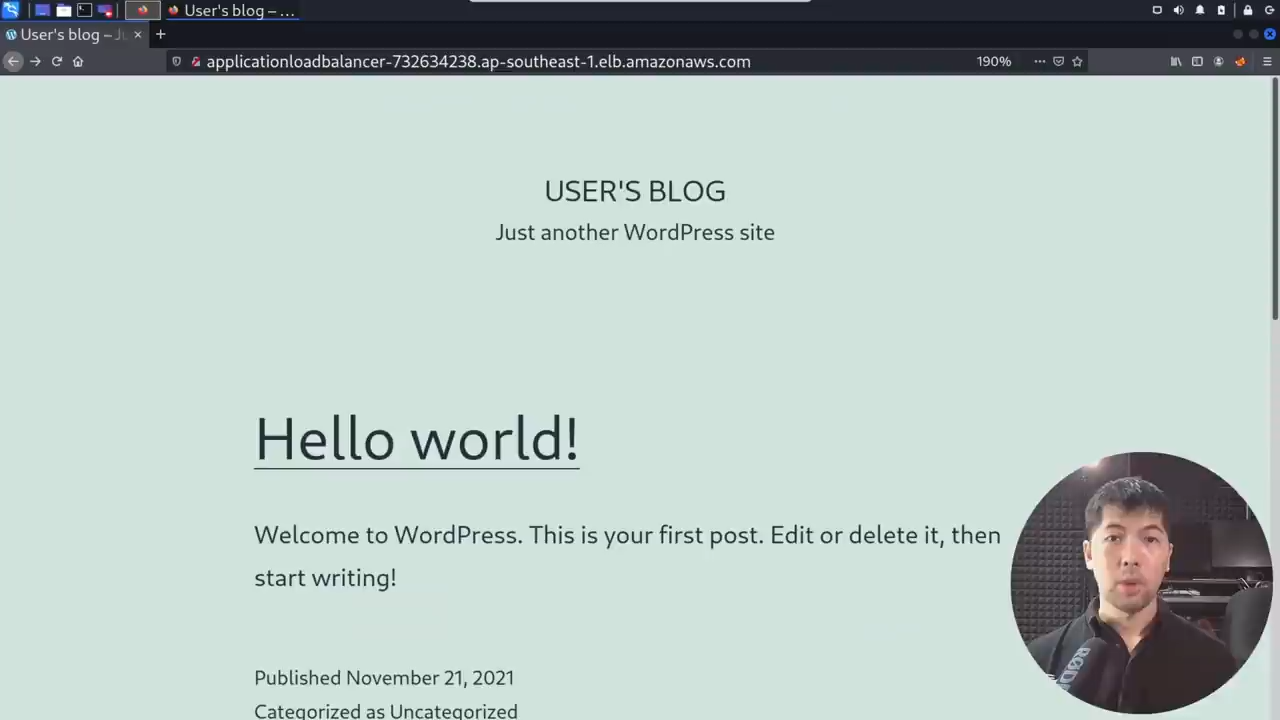 User's blog – ...
User's blog – Ju
applicationloadbalancer-732634238.ap-southeast-1.elb.amazonaws.com
190%
USER'S BLOG
Just another WordPress site
Hello world!
Welcome to WordPress. This is your first post. Edit or delete it, then
start writing!
Published November 21, 2021
Categorized as Uncategorized
RØDE